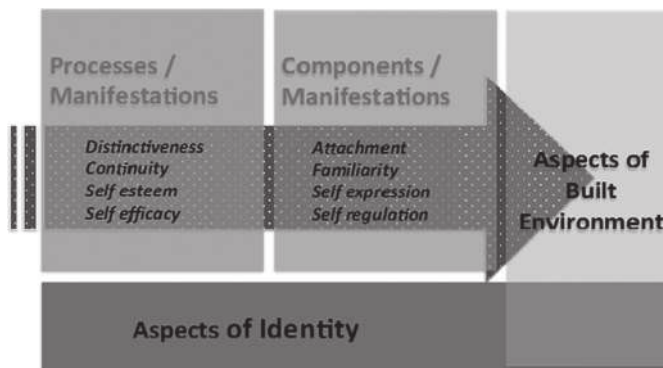 Processes /
Manifestations
Components /
Manifestations
Distinctiveness
Continuity
Self esteem
Self efficacy
Attachment
Familiarity
Self expression
Self regulation
Aspects of
Built
Environment
Aspects of Identity